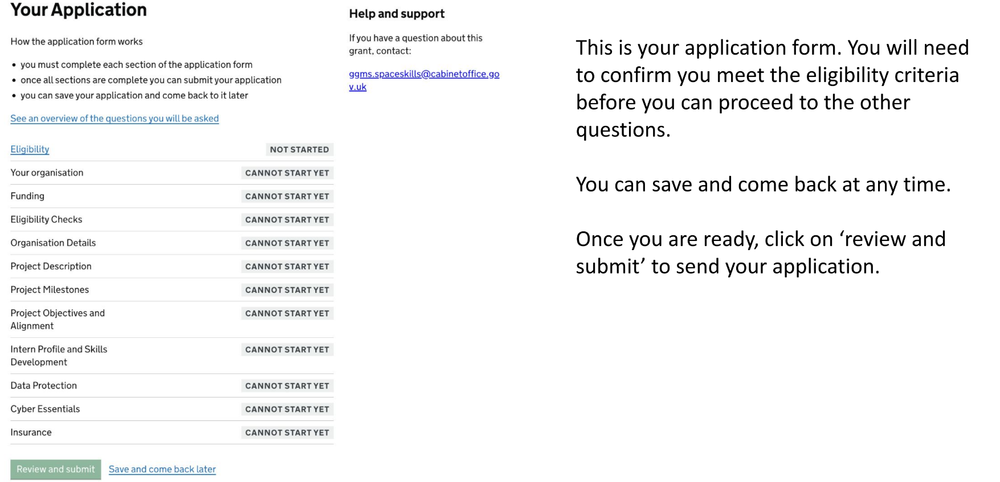 Your Application
How the application form works
• you must complete each section of the application form
• once all sections are complete you can submit your application
• you can save your application and come back to it later
See an overview of the questions you will be asked
Eligibility NOT STARTED
Your organisation CANNOT START YET
Funding CANNOT START YET
Eligibility Checks CANNOT START YET
Organisation Details CANNOT START YET
Project Description CANNOT START YET
Project Milestones CANNOT START YET
Project Objectives and CANNOT START YET
Alignment
Intern Profile and Skills CANNOT START YET
Development
Data Protection CANNOT START YET
Cyber Essentials CANNOT START YET
Insurance CANNOT START YET
Review and submit Save and come back later
Help and support
If you have a question about this
grant, contact:
ggms.spaceskills@cabinetoffice.go
v.uk
This is your application form. You will need
to confirm you meet the eligibility criteria
before you can proceed to the other
questions.
You can save and come back at any time.
Once you are ready, click on ‘review and
submit’ to send your application.